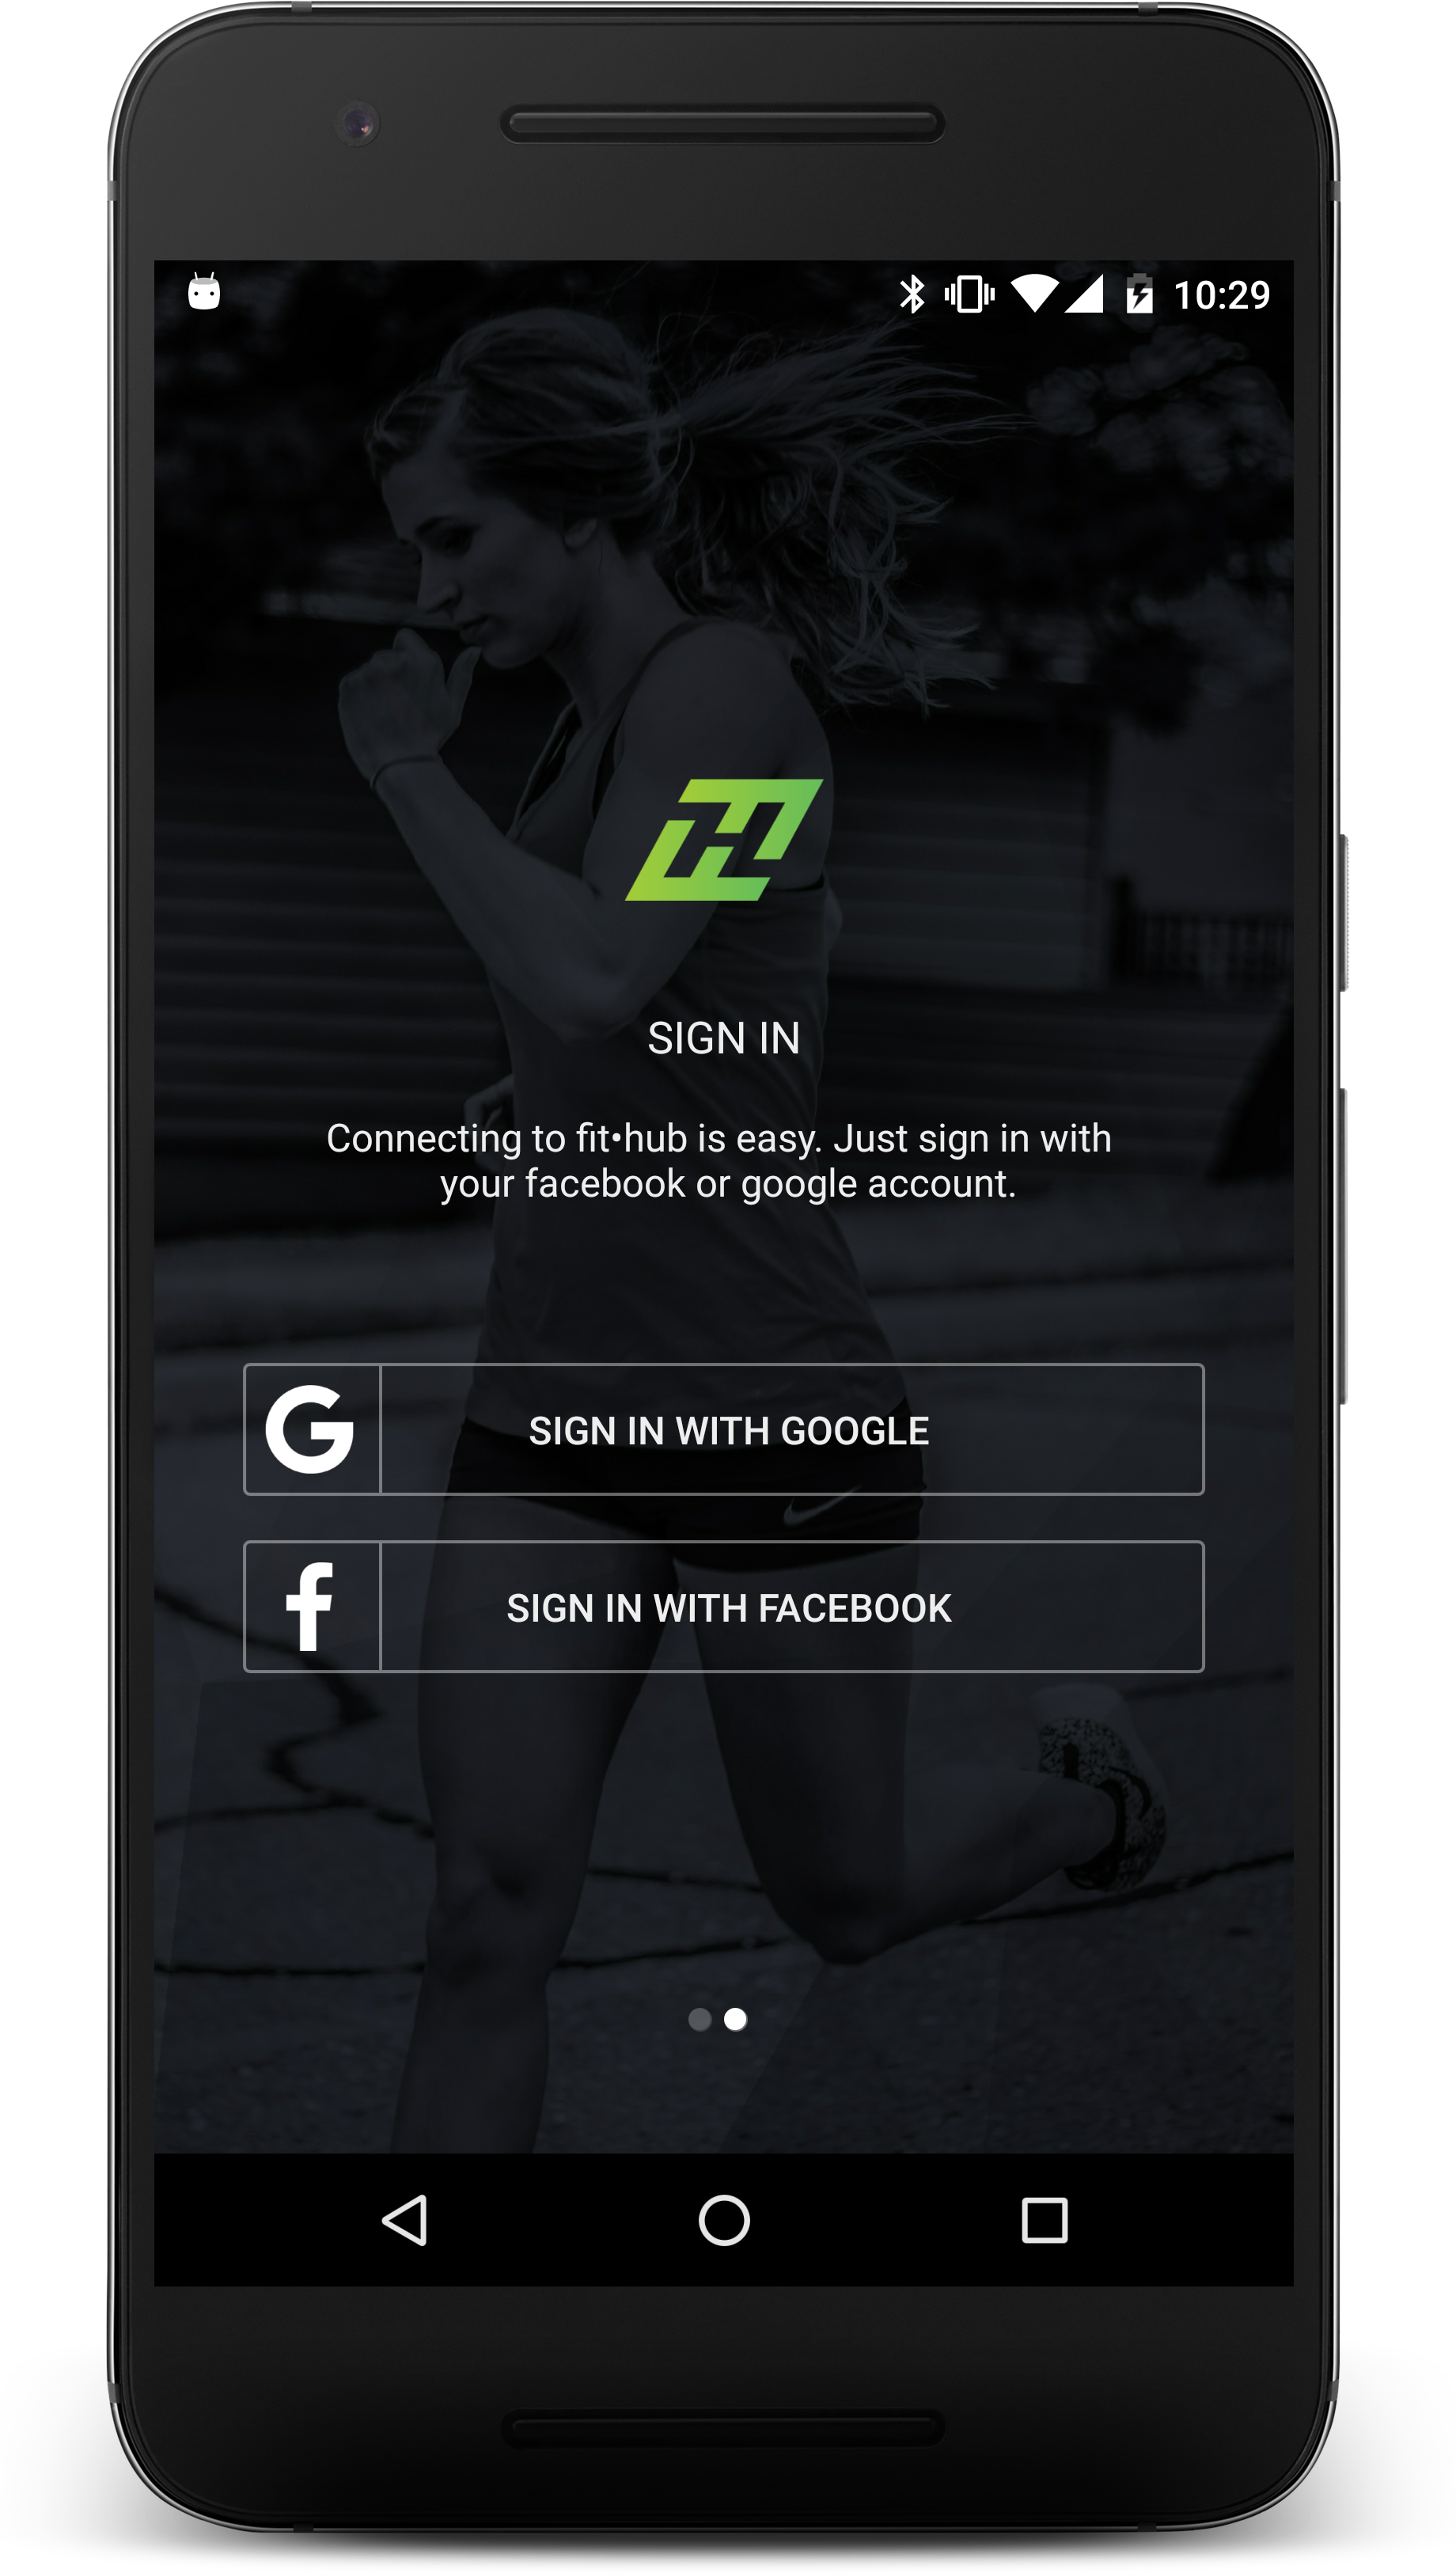 10:29
SIGN IN
Connecting to fit•hub is easy. Just sign in with
your facebook or google account.
G
SIGN IN WITH GOOGLE
f
SIGN IN WITH FACEBOOK